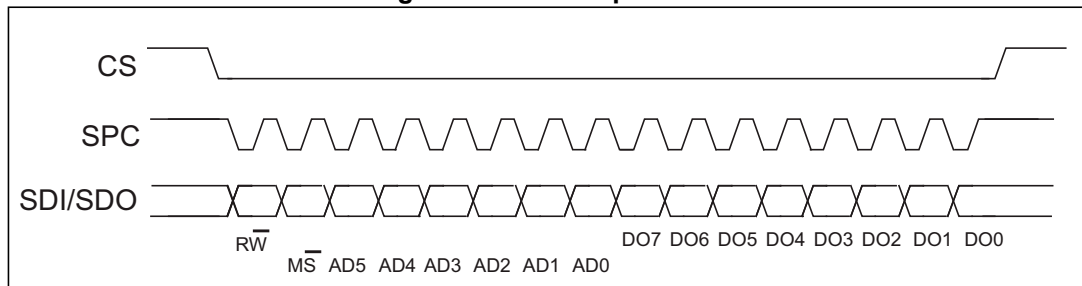 CS
SPC
SDI/SDO
RW̅ DO7 DO6 DO5 DO4 DO3 DO2 DO1 DO0
MS̅ AD5 AD4 AD3 AD2 AD1 AD0